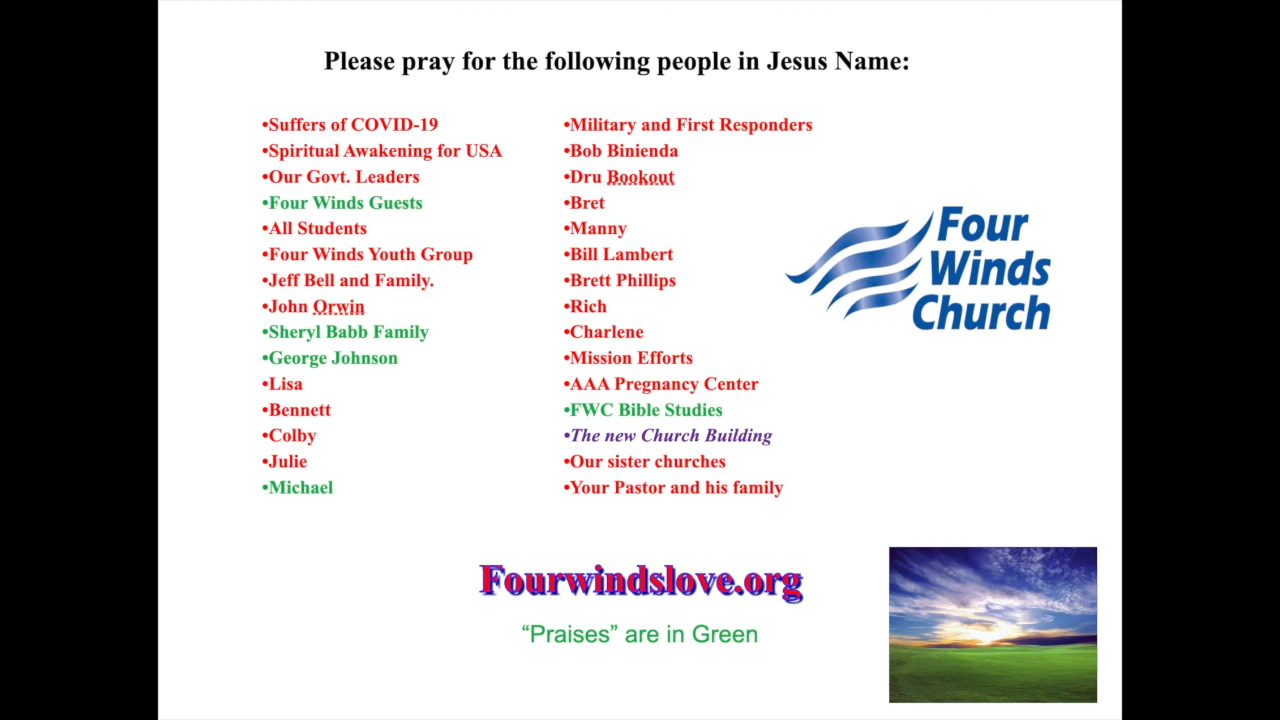 Please pray for the following people in Jesus Name:
•Suffers of COVID-19
•Spiritual Awakening for USA
•Our Govt. Leaders
•Four Winds Guests
•All Students
•Four Winds Youth Group
•Jeff Bell and Family.
•John Orwin
•Sheryl Babb Family
•George Johnson
•Lisa
•Bennett
•Colby
•Julie
•Michael
•Military and First Responders
•Bob Binienda
•Dru Bookout
•Bret
•Manny
•Bill Lambert
•Brett Phillips
•Rich
•Charlene
•Mission Efforts
•AAA Pregnancy Center
•FWC Bible Studies
•The new Church Building
•Our sister churches
•Your Pastor and his family
Four
Winds
Church
Fourwindslove.org
“Praises” are in Green